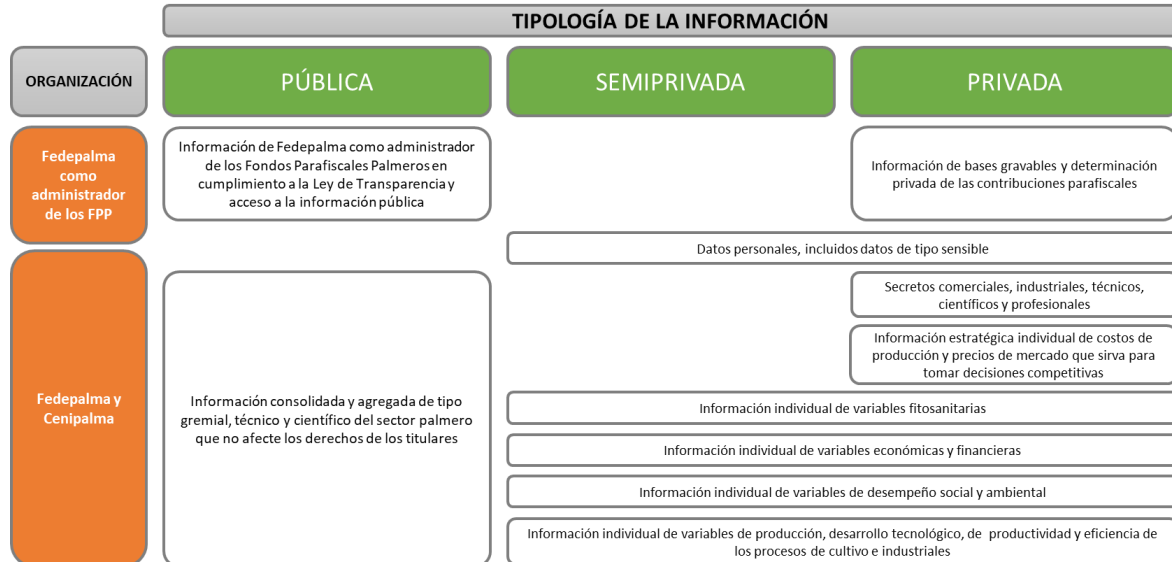 TIPOLOGÍA DE LA INFORMACIÓN
ORGANIZACIÓN
PÚBLICA
SEMIPRIVADA
PRIVADA
Fedepalma
como
administrador
de los FPP
Información de Fedepalma como administrador
de los Fondos Parafiscales Palmeros en
cumplimiento a la Ley de Transparencia y
acceso a la información pública
Información de bases gravables y determinación
privada de las contribuciones parafiscales
Datos personales, incluidos datos de tipo sensible
Fedepalma y
Cenipalma
Información consolidada y agregada de tipo
gremial, técnico y científico del sector palmero
que no afecte los derechos de los titulares
Secretos comerciales, industriales, técnicos,
científicos y profesionales
Información estratégica individual de costos de
producción y precios de mercado que sirva para
tomar decisiones competitivas
Información individual de variables fitosanitarias
Información individual de variables económicas y financieras
Información individual de variables de desempeño social y ambiental
Información individual de variables de producción, desarrollo tecnológico, de productividad y eficiencia de
los procesos de cultivo e industriales